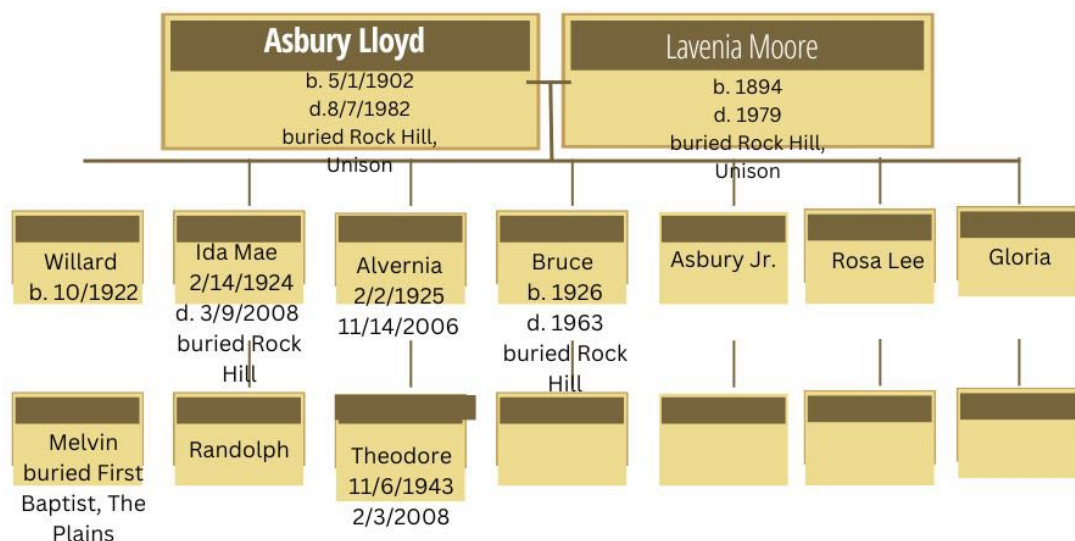 Asbury Lloyd
b. 5/1/1902
d.8/7/1982
buried Rock Hill,
Unison
Lavenia Moore
b. 1894
d. 1979
buried Rock Hill,
Unison
Willard
b. 10/1922
Ida Mae
2/14/1924
d. 3/9/2008
buried Rock
Hill
Alvernia
2/2/1925
11/14/2006
Bruce
b. 1926
d. 1963
buried Rock
Hill
Asbury Jr.
Rosa Lee
Gloria
Melvin
buried First
Baptist, The
Plains
Randolph
Theodore
11/6/1943
2/3/2008